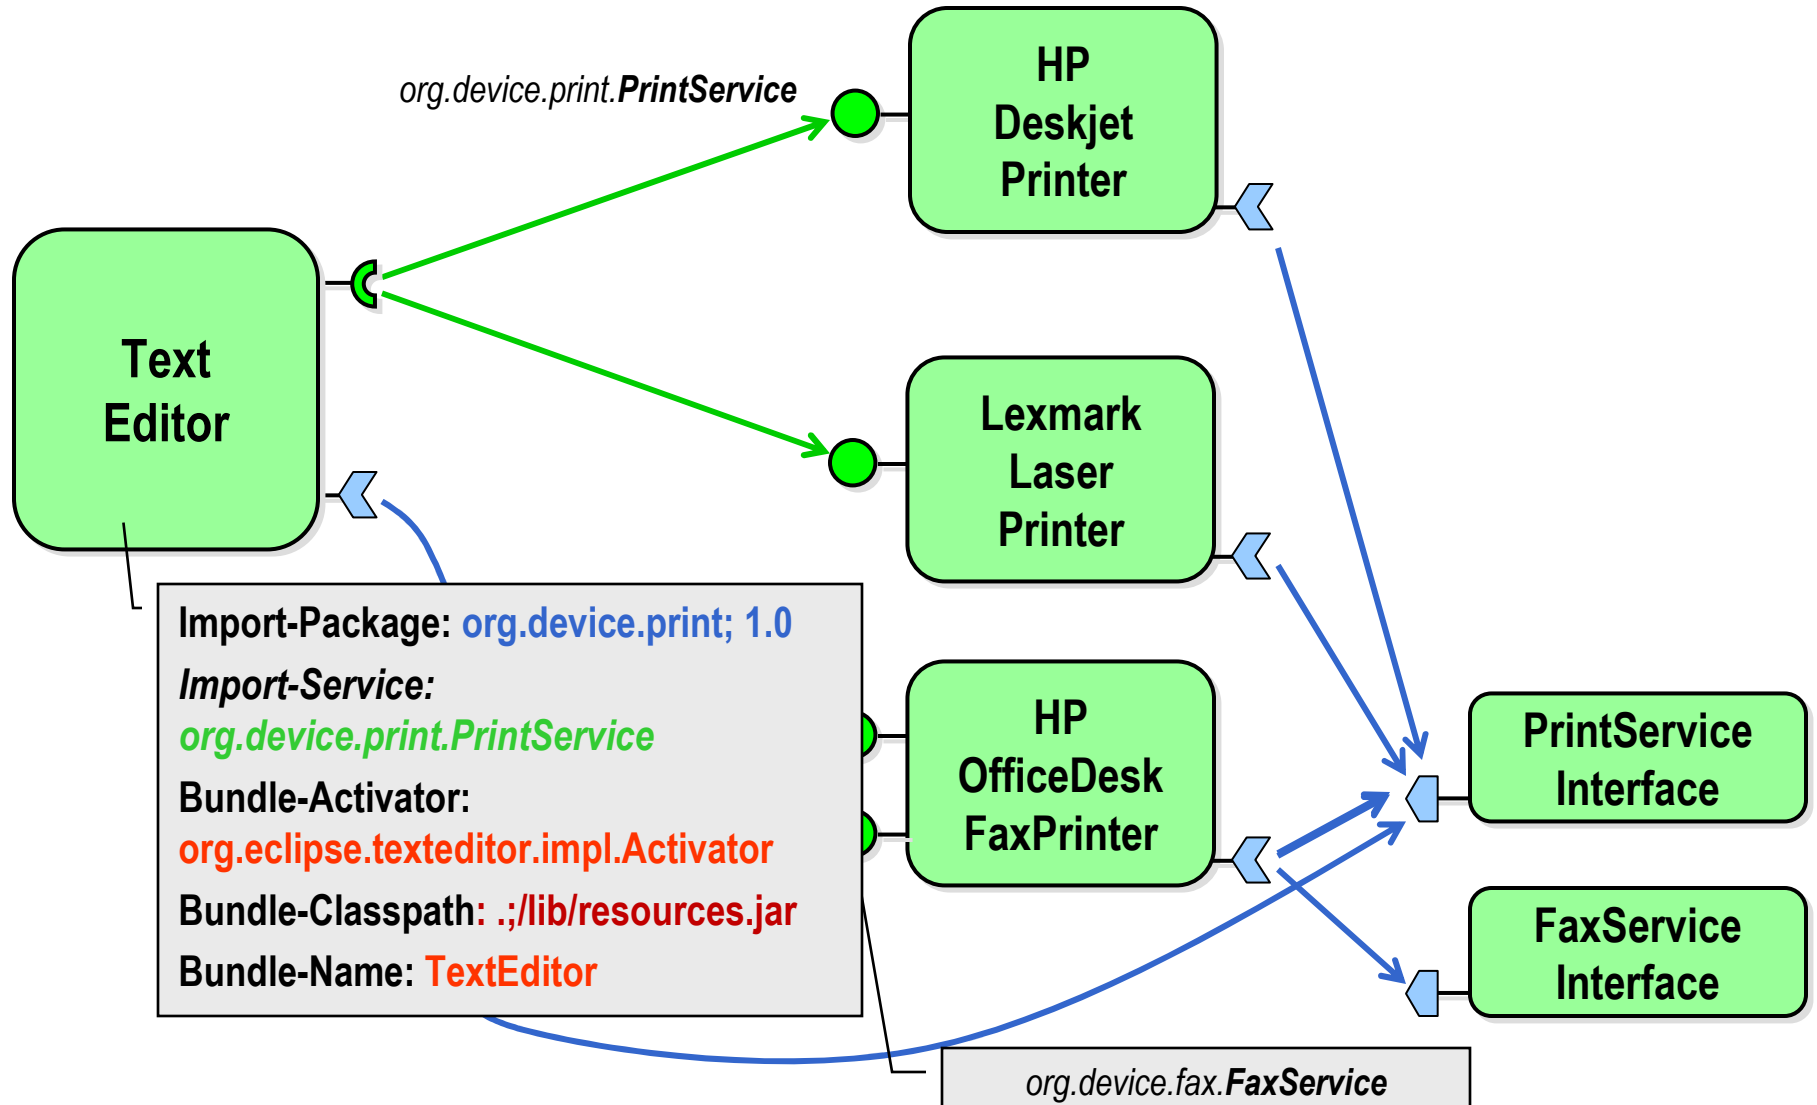 org.device.print.PrintService
HP
Deskjet
Printer
Text
Editor
Lexmark
Laser
Printer
Import-Package: org.device.print; 1.0
Import-Service:
org.device.print.PrintService
Bundle-Activator:
org.eclipse.texteditor.impl.Activator
Bundle-Classpath: .;/lib/resources.jar
Bundle-Name: TextEditor
HP
OfficeDesk
FaxPrinter
PrintService
Interface
FaxService
Interface
org.device.fax.FaxService